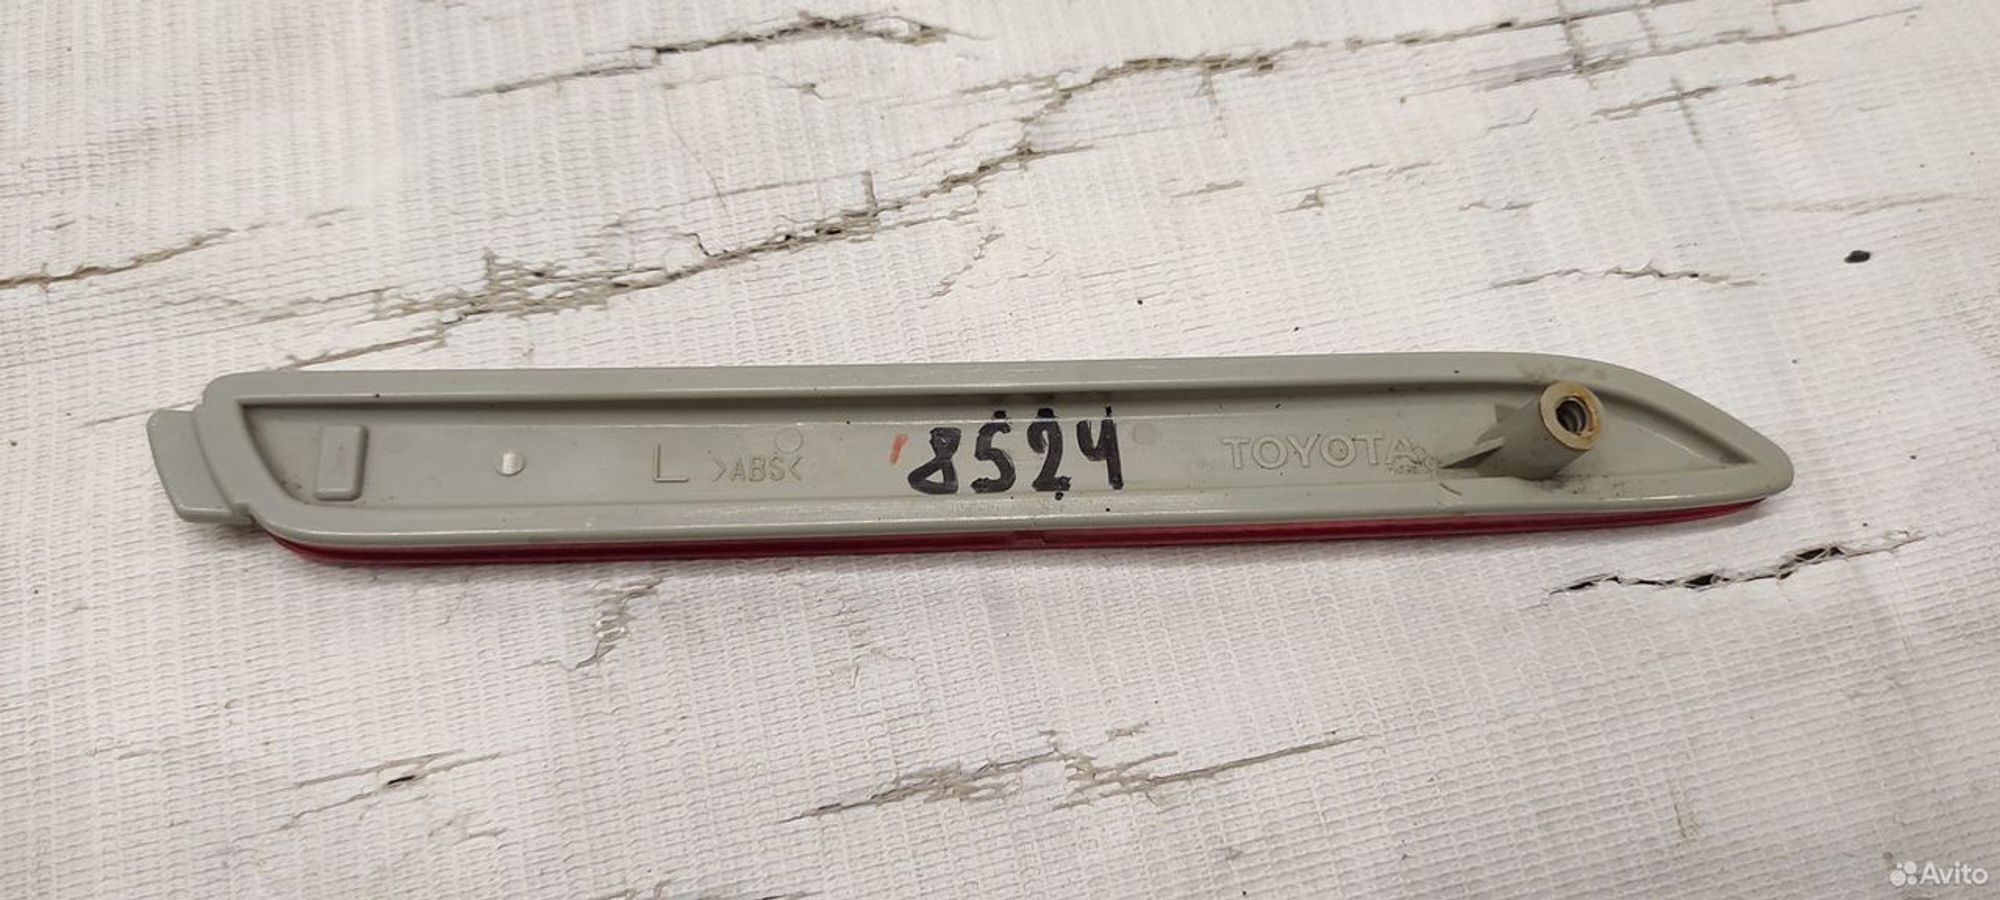 L >ABS< 8524 TOYOTA
Avito